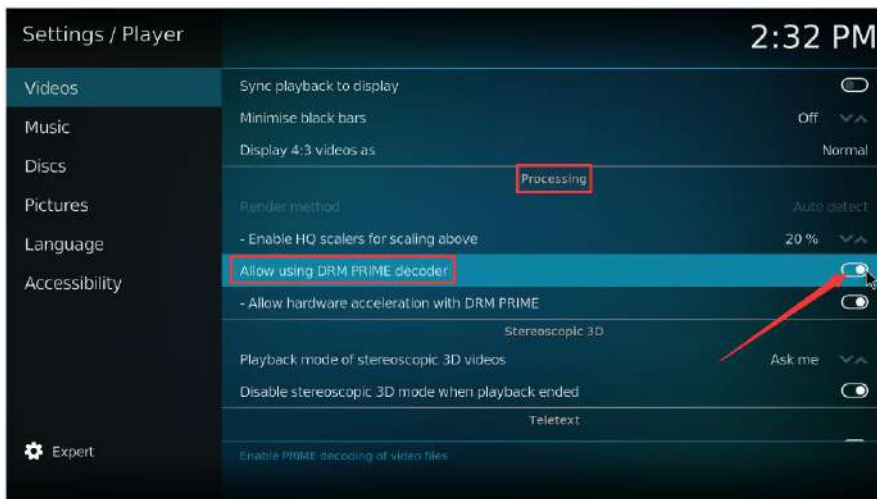 Settings / Player
2:32 PM
Videos
Music
Discs
Pictures
Language
Accessibility
Expert
Sync playback to display
Minimise black bars Off
Display 4:3 videos as Normal
Processing
Render method Auto detect
- Enable HQ scalers for scaling above 20 %
Allow using DRM PRIME decoder
- Allow hardware acceleration with DRM PRIME
Stereoscopic 3D
Playback mode of stereoscopic 3D videos Ask me
Disable stereoscopic 3D mode when playback ended
Teletext
Enable PRIME decoding of video files